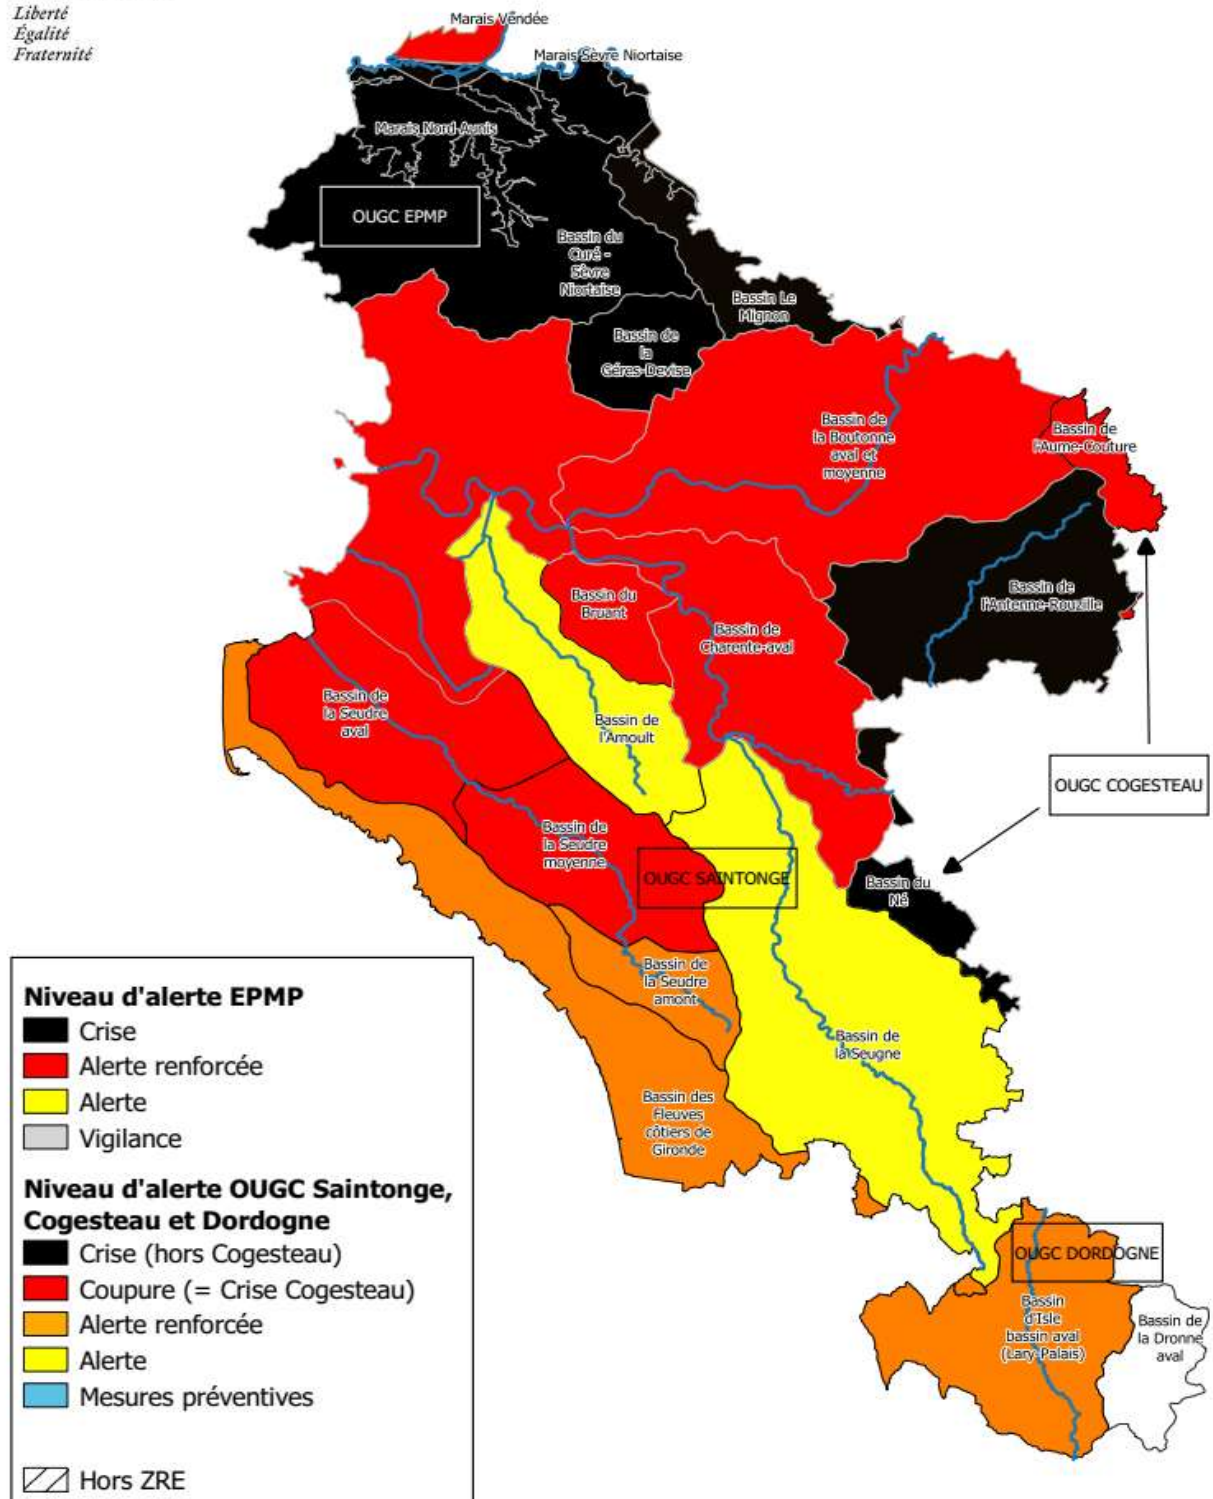 Liberté
Égalité
Fraternité
Marais Vendée
Marais Sèvre Niortaise
Marais Nord-Aunis
OUGC EPMP
Bassin du
Curé -
Sèvre
Niortaise
Bassin Le
Mignon
Bassin de
la
Gères-Devise
Bassin de
la Boutonne
aval et
moyenne
Bassin de
l'Aume-Couture
Bassin de
l'Antenne-Rouzille
Bassin du
Bruant
Bassin de
Charente-aval
Bassin de
la Seudre
aval
Bassin de
l'Arnoult
OUGC COGESTEAU
Bassin de
la Seudre
moyenne
OUGC SAINTONGE
Bassin du
Né
Bassin de
la Seudre
amont
Bassin de
la Seugne
Bassin des
fleuves
côtiers de
Gironde
OUGC DORDOGNE
Bassin
d'Isle
bassin aval
(Lary-Palais)
Bassin de
la Dronne
aval
Niveau d'alerte EPMP
Crise
Alerte renforcée
Alerte
Vigilance
Niveau d'alerte OUGC Saintonge,
Cogesteau et Dordogne
Crise (hors Cogesteau)
Coupure (= Crise Cogesteau)
Alerte renforcée
Alerte
Mesures préventives
Hors ZRE